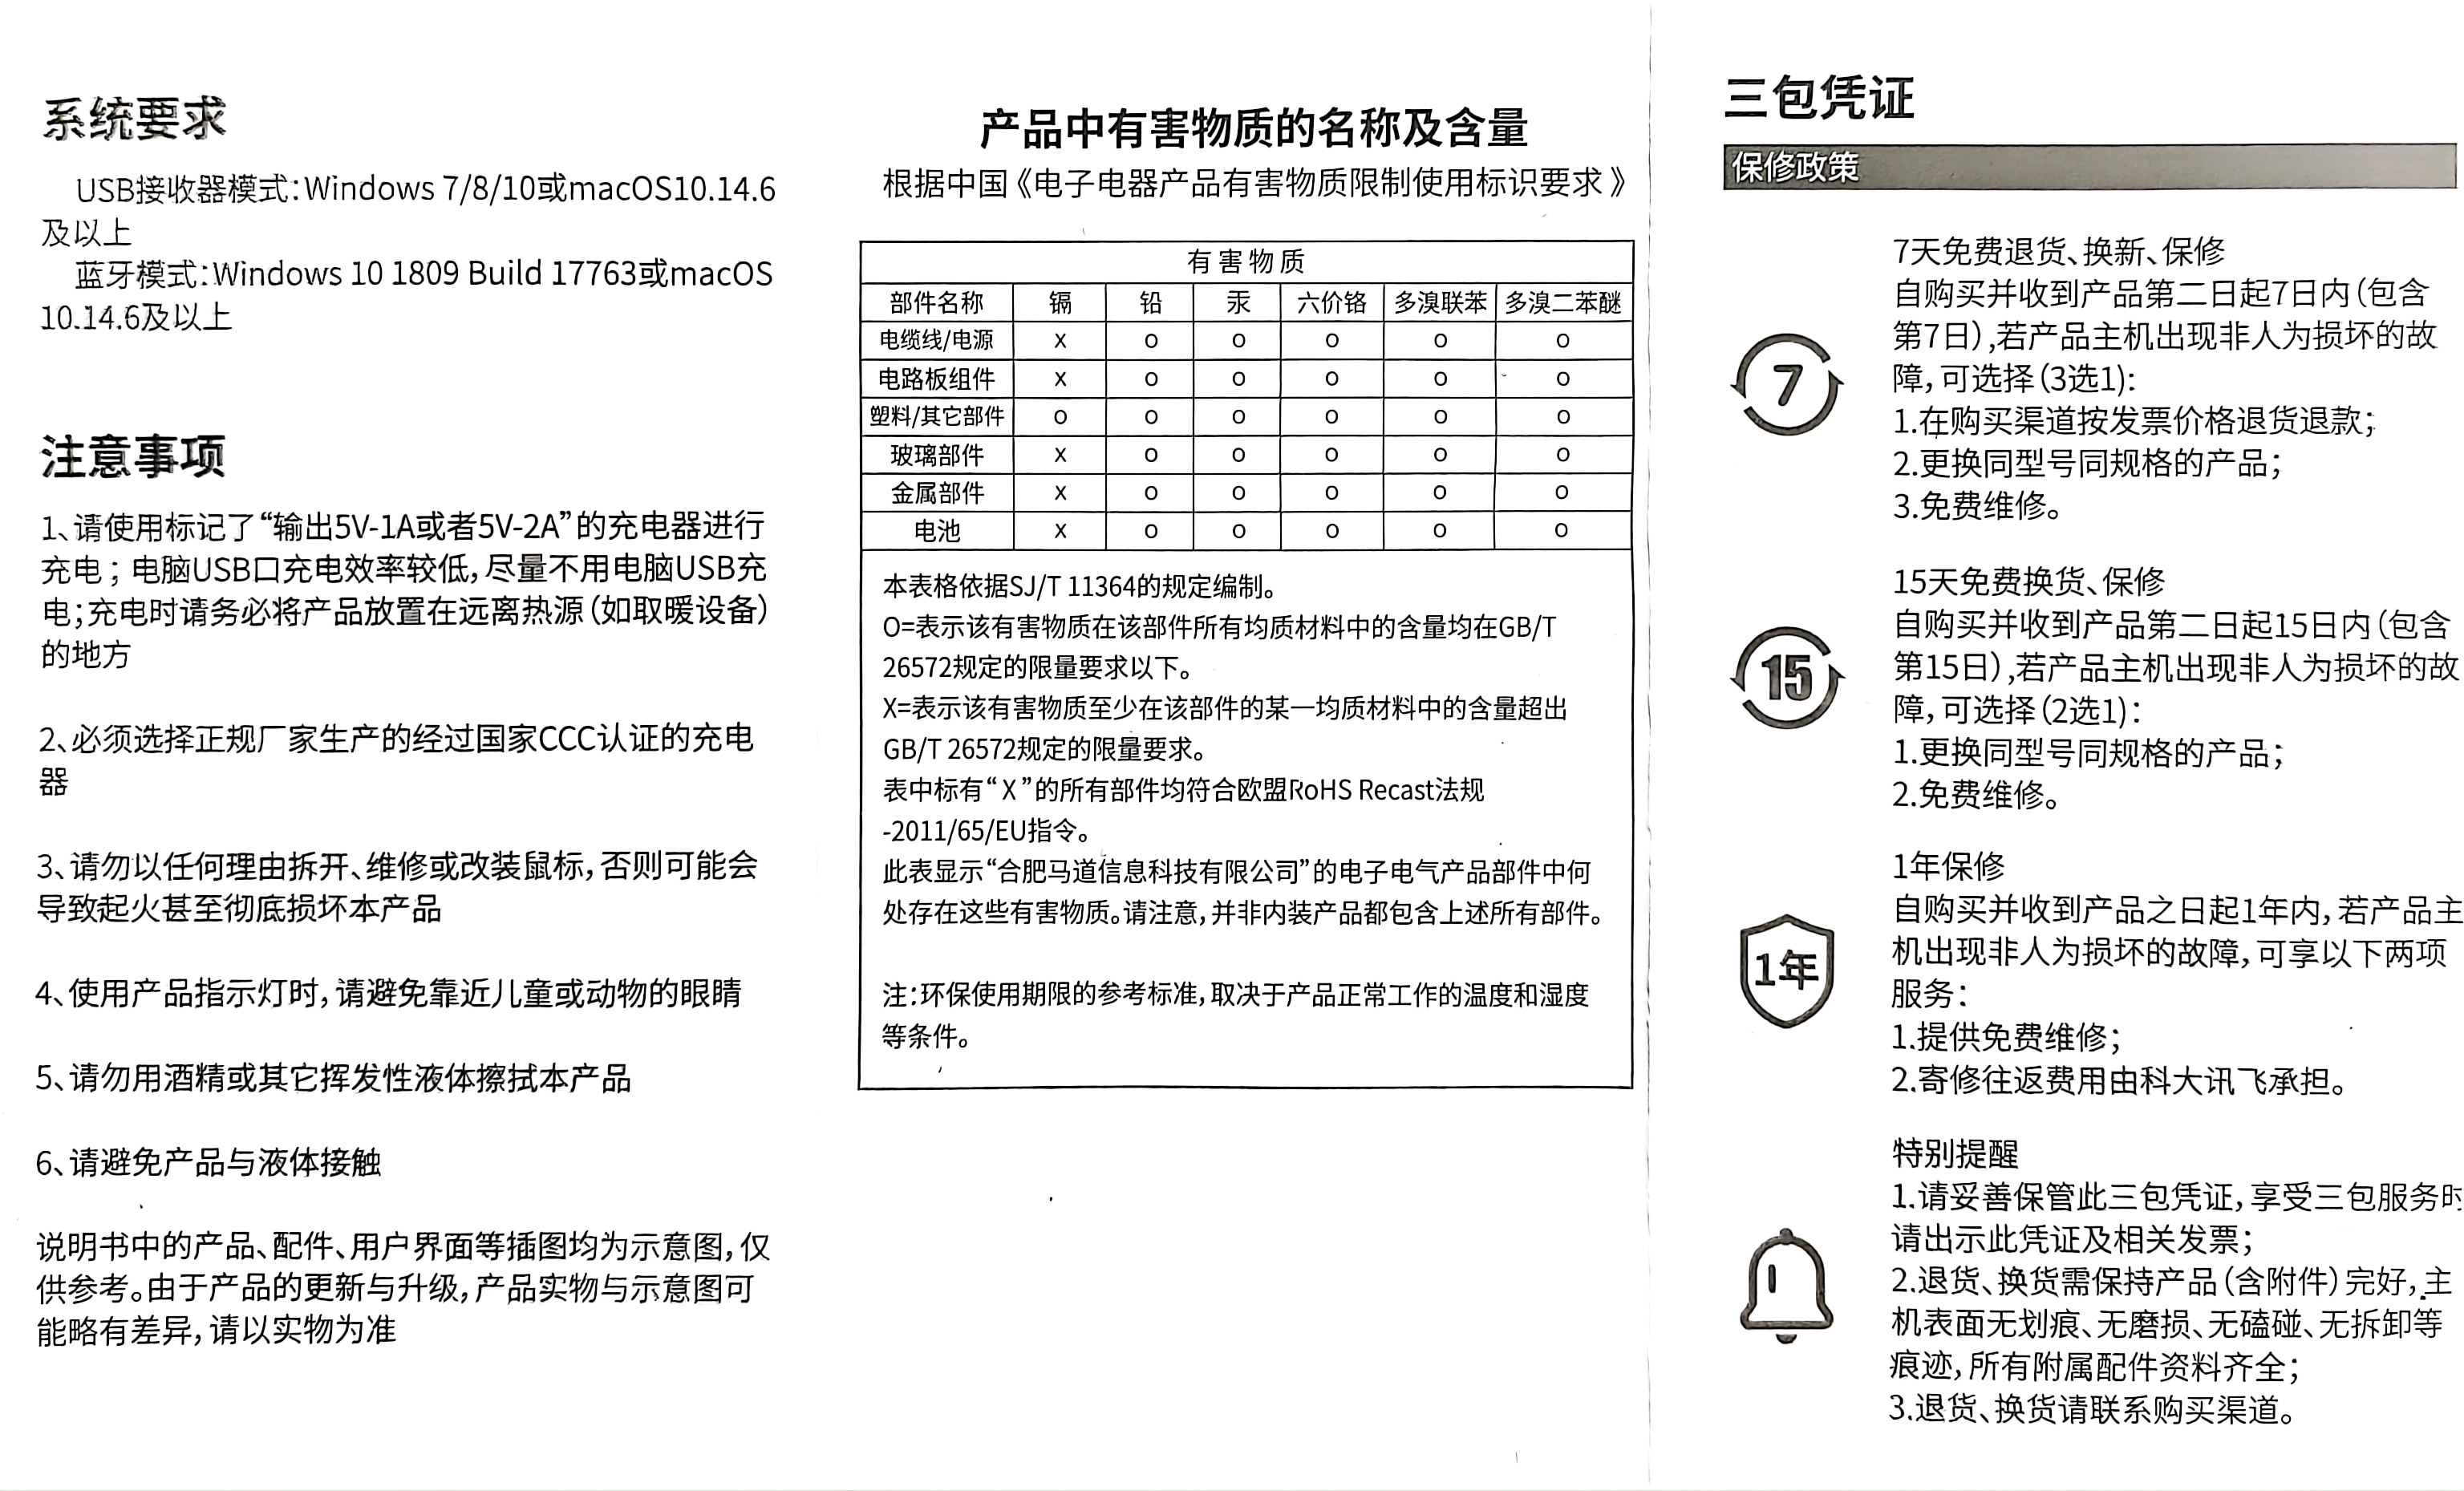 系统要求
USB接收器模式:Windows 7/8/10或macOS10.14.6
及以上
蓝牙模式:Windows 10 1809 Build 17763或macOS
10.14.6及以上
注意事项
1、请使用标记了“输出5V-1A或者5V-2A”的充电器进行
充电；电脑USB口充电效率较低,尽量不用电脑USB充
电;充电时请务必将产品放置在远离热源(如取暖设备)
的地方
2、必须选择正规厂家生产的经过国家CCC认证的充电
器
3、请勿以任何理由拆开、维修或改装鼠标,否则可能会
导致起火甚至彻底损坏本产品
4、使用产品指示灯时,请避免靠近儿童或动物的眼睛
5、请勿用酒精或其它挥发性液体擦拭本产品
6、请避免产品与液体接触
说明书中的产品、配件、用户界面等插图均为示意图,仅
供参考。由于产品的更新与升级,产品实物与示意图可
能略有差异,请以实物为准
产品中有害物质的名称及含量
根据中国《电子电器产品有害物质限制使用标识要求》
有害物质
部件名称 镉 铅 汞 六价铬 多溴联苯 多溴二苯醚
电缆线/电源 X O O O O O
电路板组件 X O O O O O
塑料/其它部件 O O O O O O
玻璃部件 X O O O O O
金属部件 X O O O O O
电池 X O O O O O
本表格依据SJ/T 11364的规定编制。
O=表示该有害物质在该部件所有均质材料中的含量均在GB/T
26572规定的限量要求以下。
X=表示该有害物质至少在该部件的某一均质材料中的含量超出
GB/T 26572规定的限量要求。
表中标有“X”的所有部件均符合欧盟RoHS Recast法规
-2011/65/EU指令。
此表显示“合肥马道信息科技有限公司”的电子电气产品部件中何
处存在这些有害物质。请注意,并非内装产品都包含上述所有部件。
注:环保使用期限的参考标准,取决于产品正常工作的温度和湿度
等条件。
三包凭证
保修政策
7
7天免费退货、换新、保修
自购买并收到产品第二日起7日内(包含
第7日),若产品主机出现非人为损坏的故
障,可选择(3选1):
1.在购买渠道按发票价格退货退款;
2.更换同型号同规格的产品;
3.免费维修。
15
15天免费换货、保修
自购买并收到产品第二日起15日内(包含
第15日),若产品主机出现非人为损坏的故
障,可选择(2选1):
1.更换同型号同规格的产品;
2.免费维修。
1年
1年保修
自购买并收到产品之日起1年内,若产品主
机出现非人为损坏的故障,可享以下两项
服务:
1.提供免费维修;
2.寄修往返费用由科大讯飞承担。
特别提醒
1.请妥善保管此三包凭证,享受三包服务时
请出示此凭证及相关发票;
2.退货、换货需保持产品(含附件)完好,主
机表面无划痕、无磨损、无磕碰、无拆卸等
痕迹,所有附属配件资料齐全;
3.退货、换货请联系购买渠道。